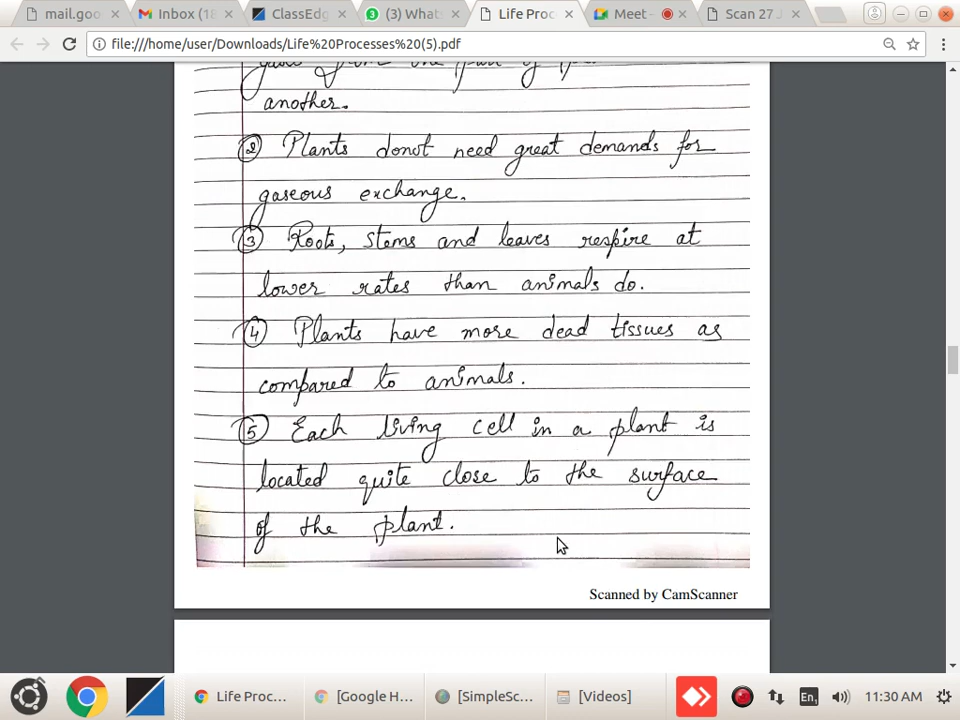 mail.goo
Inbox (18
ClassEdg
(3) What
Life Proc
Meet -
Scan 27 J
file:///home/user/Downloads/Life%20Processes%20(5).pdf
another.
② Plants donot need great demands for
gaseous exchange.
③ Roots, stems and leaves respire at
lower rates than animals do.
④ Plants have more dead tissues as
compared to animals.
⑤ Each living cell in a plant is
located quite close to the surface
of the plant.
Scanned by CamScanner
Life Proc...
[Google H...
[SimpleSc...
[Videos]
En
11:30 AM